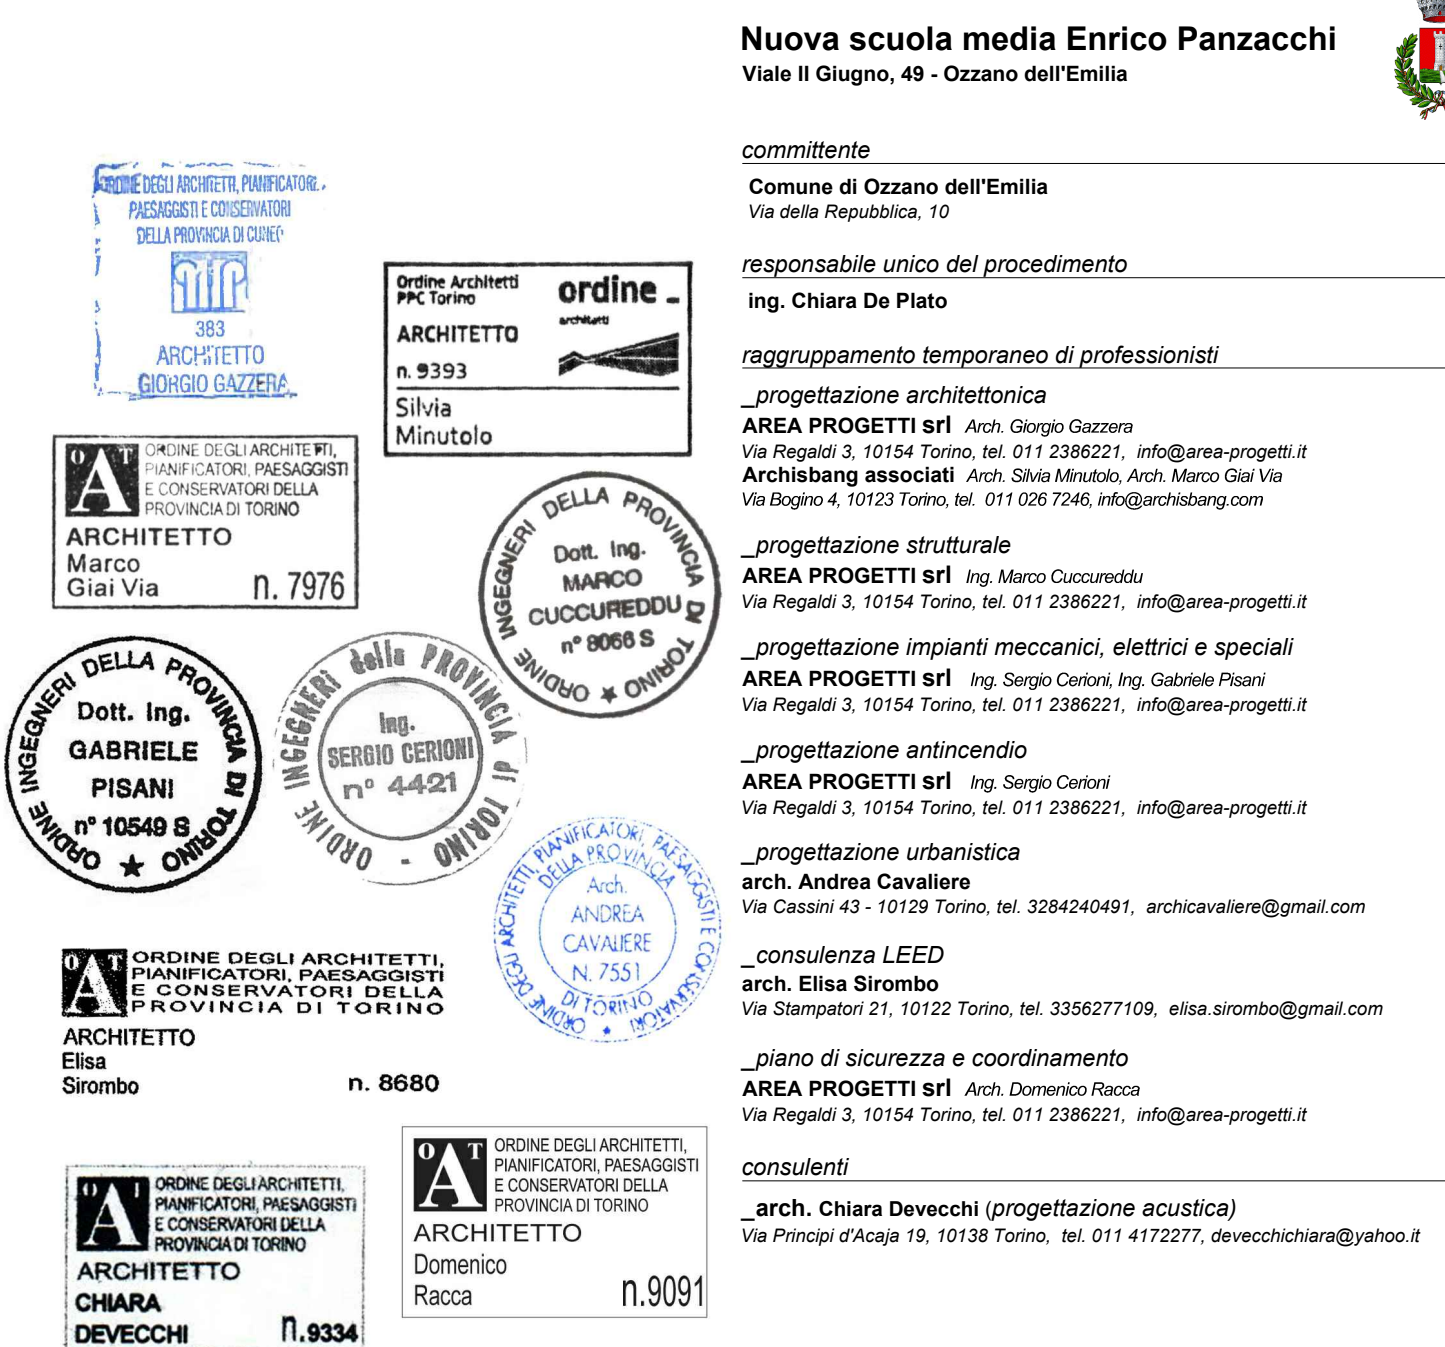 Nuova scuola media Enrico Panzacchi
Viale II Giugno, 49 - Ozzano dell'Emilia
committente
Comune di Ozzano dell'Emilia
Via della Repubblica, 10
responsabile unico del procedimento
ing. Chiara De Plato
raggruppamento temporaneo di professionisti
_progettazione architettonica
AREA PROGETTI srl Arch. Giorgio Gazzera
Via Regaldi 3, 10154 Torino, tel. 011 2386221, info@area-progetti.it
Archisbang associati Arch. Silvia Minutolo, Arch. Marco Giai Via
Via Bogino 4, 10123 Torino, tel. 011 026 7246, info@archisbang.com
_progettazione strutturale
AREA PROGETTI srl Ing. Marco Cuccureddu
Via Regaldi 3, 10154 Torino, tel. 011 2386221, info@area-progetti.it
_progettazione impianti meccanici, elettrici e speciali
AREA PROGETTI srl Ing. Sergio Cerioni, Ing. Gabriele Pisani
Via Regaldi 3, 10154 Torino, tel. 011 2386221, info@area-progetti.it
_progettazione antincendio
AREA PROGETTI srl Ing. Sergio Cerioni
Via Regaldi 3, 10154 Torino, tel. 011 2386221, info@area-progetti.it
_progettazione urbanistica
arch. Andrea Cavaliere
Via Cassini 43 - 10129 Torino, tel. 3284240491, archicavaliere@gmail.com
_consulenza LEED
arch. Elisa Sirombo
Via Stampatori 21, 10122 Torino, tel. 3356277109, elisa.sirombo@gmail.com
_piano di sicurezza e coordinamento
AREA PROGETTI srl Arch. Domenico Racca
Via Regaldi 3, 10154 Torino, tel. 011 2386221, info@area-progetti.it
consulenti
_arch. Chiara Devecchi (progettazione acustica)
Via Principi d'Acaja 19, 10138 Torino, tel. 011 4172277, devecchichiara@yahoo.it
ORDINE DEGLI ARCHITETTI, PIANIFICATORI,
PAESAGGISTI E CONSERVATORI
DELLA PROVINCIA DI CUNEO
383
ARCHITETTO
GIORGIO GAZZERA
Ordine Architetti
PPC Torino
ordine
architetti
ARCHITETTO
n. 9393
Silvia
Minutolo
OAT
ORDINE DEGLI ARCHITETTI,
PIANIFICATORI, PAESAGGISTI
E CONSERVATORI DELLA
PROVINCIA DI TORINO
ARCHITETTO
Marco
Giai Via n. 7976
ORDINE INGEGNERI DELLA PROVINCIA DI TORINO
Dott. Ing.
MARCO
CUCCUREDDU
n° 8066 S
ORDINE INGEGNERI DELLA PROVINCIA DI TORINO
Dott. Ing.
GABRIELE
PISANI
n° 10549 S
ORDINE INGEGNERI della PROVINCIA di TORINO -
Ing.
SERGIO CERIONI
n° 4421
ORDINE DEGLI ARCHITETTI, PIANIFICATORI, PAESAGGISTI E CONSERVATORI
DELLA PROVINCIA
Arch.
ANDREA
CAVALIERE
N. 7551
DI TORINO
OAT
ORDINE DEGLI ARCHITETTI,
PIANIFICATORI, PAESAGGISTI
E CONSERVATORI DELLA
PROVINCIA DI TORINO
ARCHITETTO
Elisa
Sirombo n. 8680
OAT
ORDINE DEGLI ARCHITETTI,
PIANIFICATORI, PAESAGGISTI
E CONSERVATORI DELLA
PROVINCIA DI TORINO
ARCHITETTO
Domenico
Racca n.9091
OAT
ORDINE DEGLI ARCHITETTI,
PIANIFICATORI, PAESAGGISTI
E CONSERVATORI DELLA
PROVINCIA DI TORINO
ARCHITETTO
CHIARA
DEVECCHI n.9334